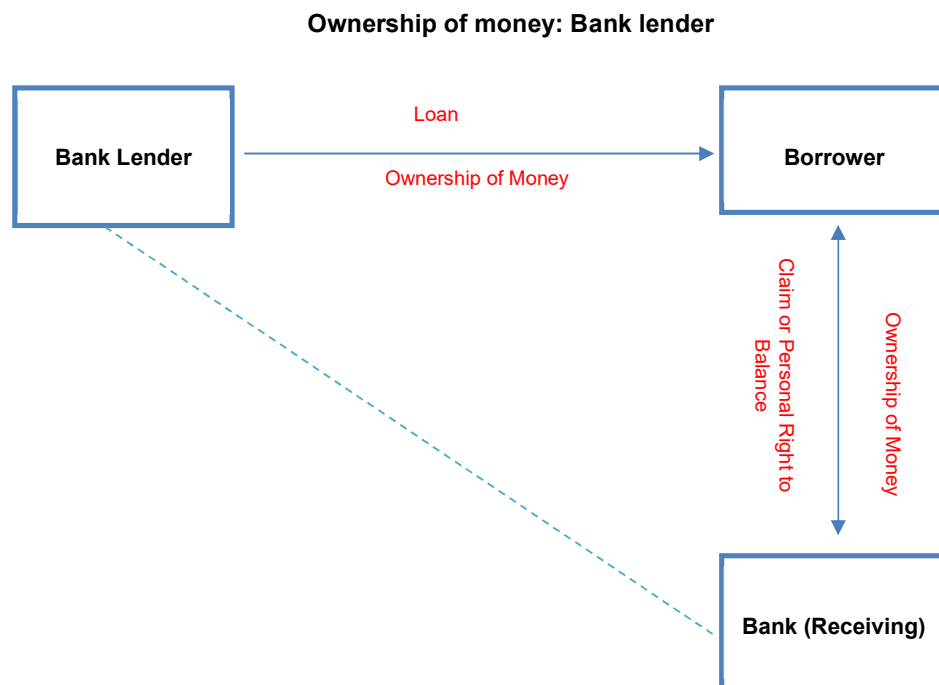 Ownership of money: Bank lender
Loan
Bank Lender
Borrower
Ownership of Money
Claim or Personal Right to
Balance
Ownership of Money
Bank (Receiving)